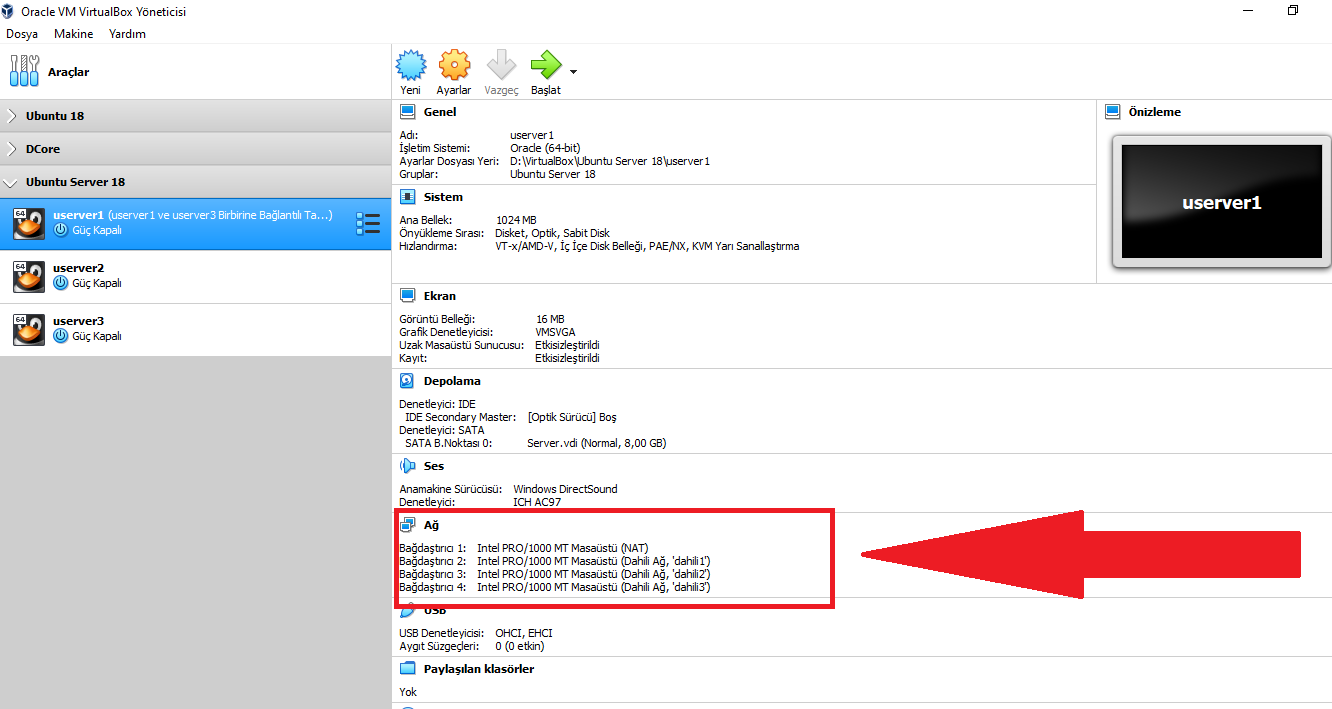 Oracle VM VirtualBox Yöneticisi
Dosya Makine Yardım
Araçlar
Yeni Ayarlar Vazgeç Başlat
Ubuntu 18
DCore
Ubuntu Server 18
64
userver1 (userver1 ve userver3 Birbirine Bağlantılı Ta...)
Güç Kapalı
64
userver2
Güç Kapalı
64
userver3
Güç Kapalı
Genel
Adı: userver1
İşletim Sistemi: Oracle (64-bit)
Ayarlar Dosyası Yeri: D:\VirtualBox\Ubuntu Server 18\userver1
Gruplar: Ubuntu Server 18
Önizleme
userver1
Sistem
Ana Bellek: 1024 MB
Önyükleme Sırası: Disket, Optik, Sabit Disk
Hızlandırma: VT-x/AMD-V, İç İçe Disk Belleği, PAE/NX, KVM Yarı Sanallaştırma
Ekran
Görüntü Belleği: 16 MB
Grafik Denetleyicisi: VMSVGA
Uzak Masaüstü Sunucusu: Etkisizleştirildi
Kayıt: Etkisizleştirildi
Depolama
Denetleyici: IDE
IDE Secondary Master: [Optik Sürücü] Boş
Denetleyici: SATA
SATA B.Noktası 0: Server.vdi (Normal, 8,00 GB)
Ses
Anamakine Sürücüsü: Windows DirectSound
Denetleyici: ICH AC97
Ağ
Bağdaştırıcı 1: Intel PRO/1000 MT Masaüstü (NAT)
Bağdaştırıcı 2: Intel PRO/1000 MT Masaüstü (Dahili Ağ, 'dahili1')
Bağdaştırıcı 3: Intel PRO/1000 MT Masaüstü (Dahili Ağ, 'dahili2')
Bağdaştırıcı 4: Intel PRO/1000 MT Masaüstü (Dahili Ağ, 'dahili3')
USB
USB Denetleyicisi: OHCI, EHCI
Aygıt Süzgeçleri: 0 (0 etkin)
Paylaşılan klasörler
Yok